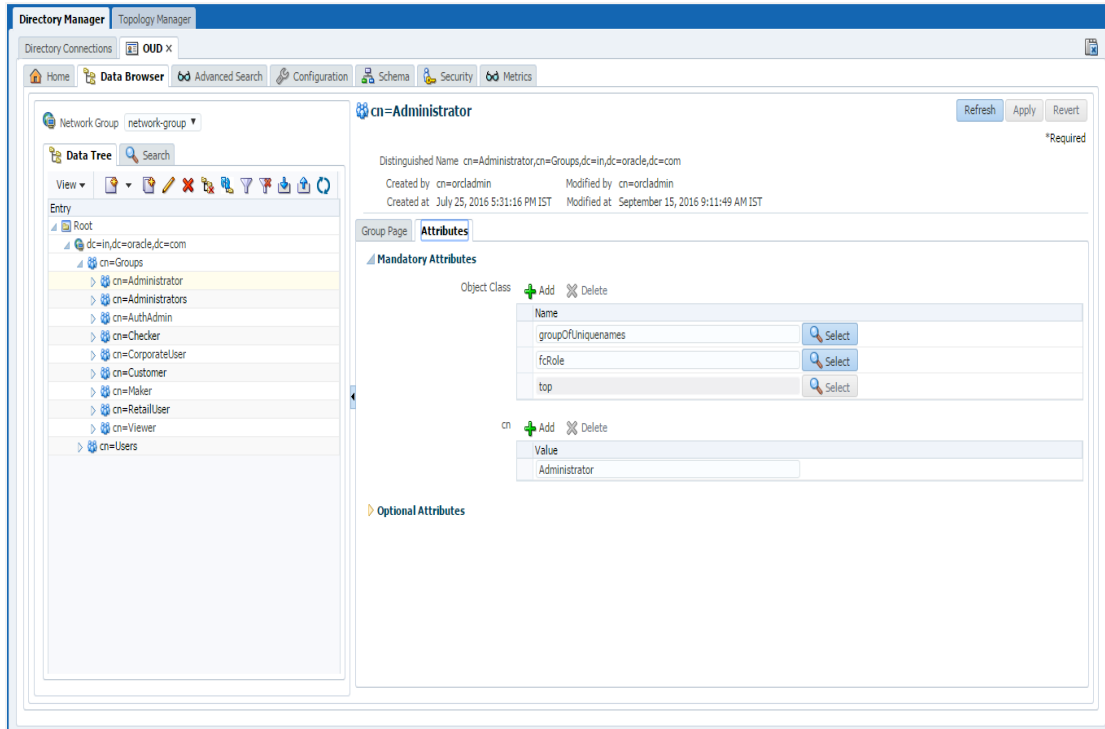 Directory Manager Topology Manager
Directory Connections OUD ×
Home Data Browser Advanced Search Configuration Schema Security Metrics
Network Group network-group
Data Tree Search
View
Entry
Root
dc=in,dc=oracle,dc=com
cn=Groups
cn=Administrator
cn=Administrators
cn=AuthAdmin
cn=Checker
cn=CorporateUser
cn=Customer
cn=Maker
cn=RetailUser
cn=Viewer
cn=Users
cn=Administrator
Refresh Apply Revert
*Required
Distinguished Name cn=Administrator,cn=Groups,dc=in,dc=oracle,dc=com
Created by cn=orcladmin Modified by cn=orcladmin
Created at July 25, 2016 5:31:16 PM IST Modified at September 15, 2016 9:11:49 AM IST
Group Page Attributes
Mandatory Attributes
Object Class Add Delete
Name
groupOfUniquenames Select
fcRole Select
top Select
cn Add Delete
Value
Administrator
Optional Attributes